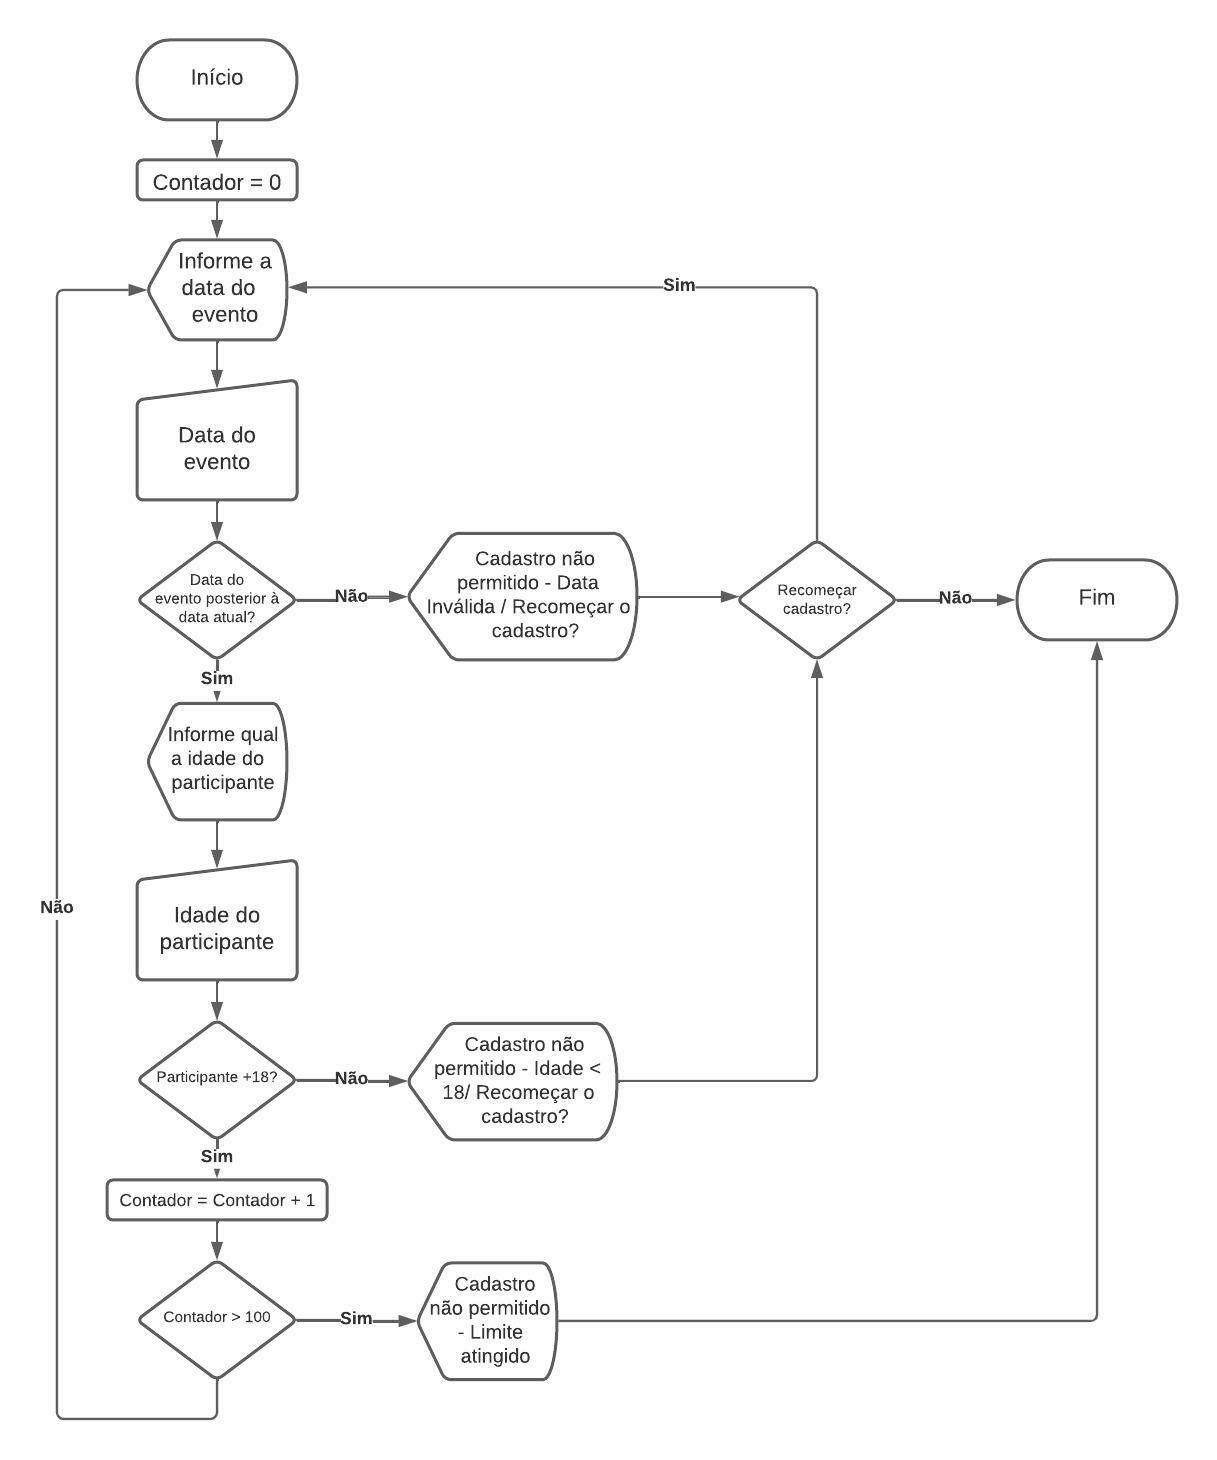 Início
Contador = 0
Informe a
data do
evento
Sim
Data do
evento
Data do
evento posterior à
data atual?
Não
Cadastro não
permitido - Data
Inválida / Recomeçar o
cadastro?
Recomeçar
cadastro?
Não
Fim
Sim
Informe qual
a idade do
participante
Não
Idade do
participante
Participante +18?
Não
Cadastro não
permitido - Idade <
18/ Recomeçar o
cadastro?
Sim
Contador = Contador + 1
Contador > 100
Sim
Cadastro
não permitido
- Limite
atingido